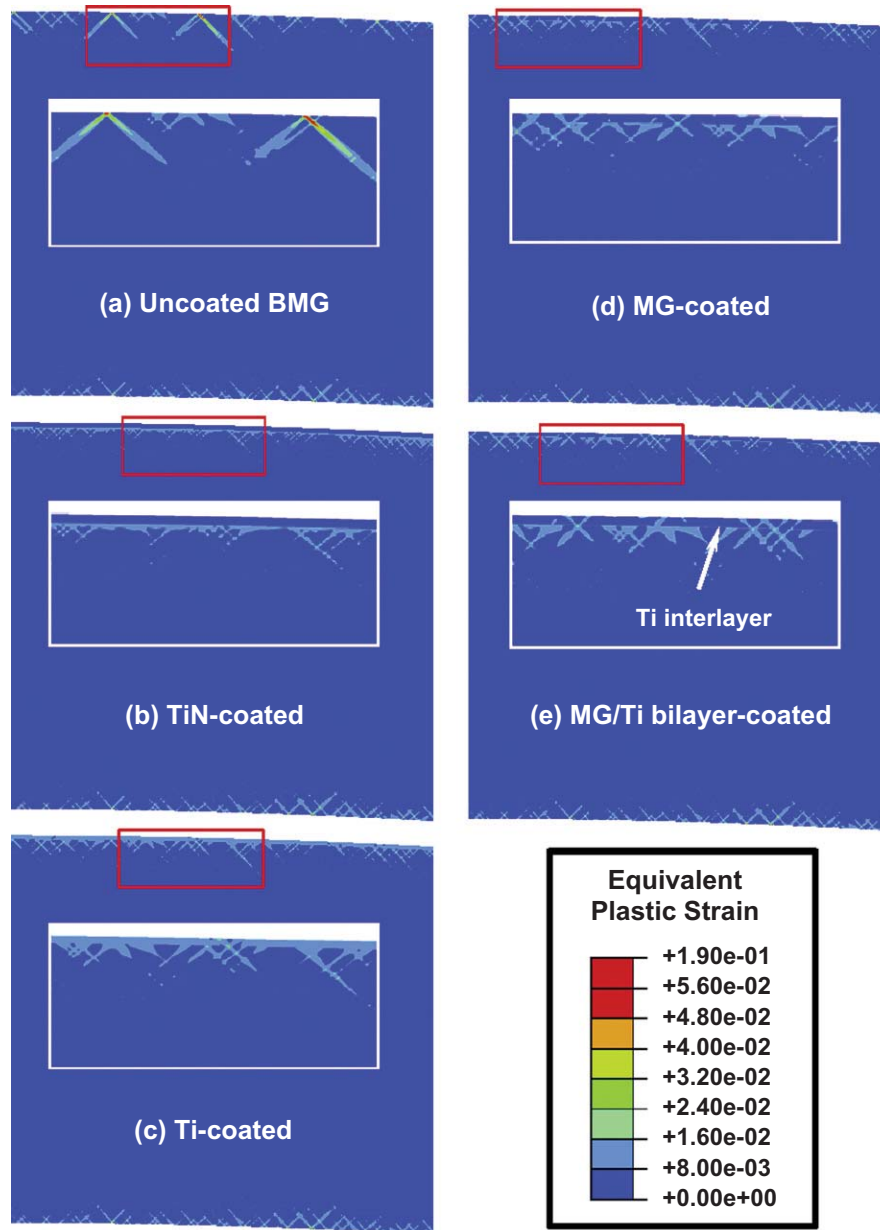 (a) Uncoated BMG
(b) TiN-coated
(c) Ti-coated
(d) MG-coated
Ti interlayer
(e) MG/Ti bilayer-coated
Equivalent
Plastic Strain
+1.90e-01
+5.60e-02
+4.80e-02
+4.00e-02
+3.20e-02
+2.40e-02
+1.60e-02
+8.00e-03
+0.00e+00